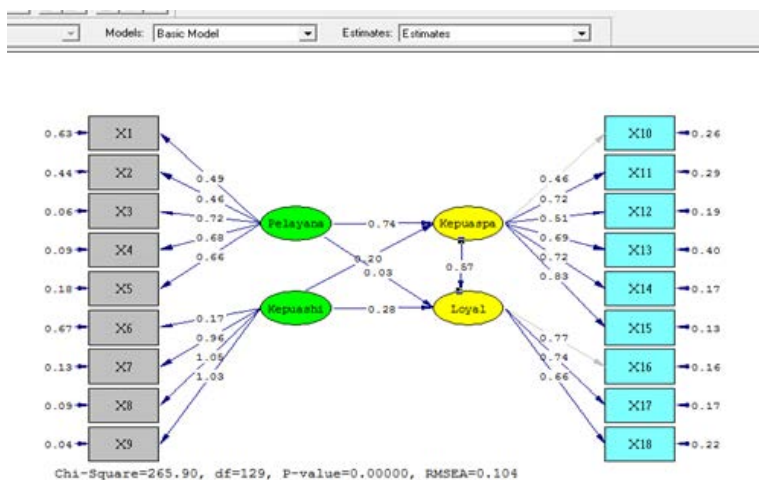 Models: Basic Model Estimates: Estimates
0.63 X1 X10 0.26
0.44 X2 0.49 0.46 X11 0.29
0.46 0.72
0.06 X3 0.72 Pelayana 0.74 Kepuaspa 0.51 X12 0.19
0.09 X4 0.68 0.69 X13 0.40
0.66 0.20 0.72
0.18 X5 0.03 0.57 0.83 X14 0.17
0.67 X6 0.17 Kepuashi 0.28 Loyal X15 0.13
0.96 0.77
0.13 X7 1.05 0.74 X16 0.16
1.03 0.66
0.09 X8 X17 0.17
0.04 X9 X18 0.22
Chi-Square=265.90, df=129, P-value=0.00000, RMSEA=0.104